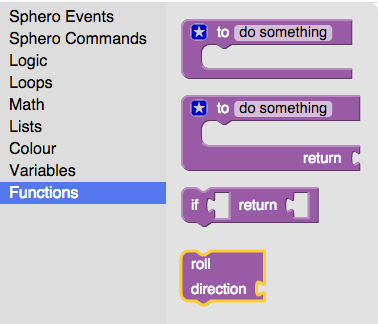 Sphero Events
Sphero Commands
Logic
Loops
Math
Lists
Colour
Variables
Functions
to do something
to do something
return
if return
roll
direction